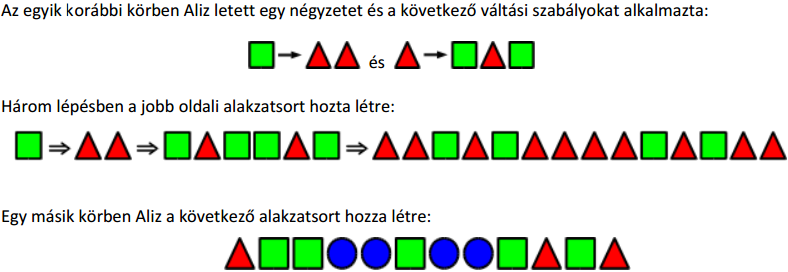 Az egyik korábbi körben Aliz letett egy négyzetet és a következő váltási szabályokat alkalmazta:
és
Három lépésben a jobb oldali alakzatsort hozta létre:
Egy másik körben Aliz a következő alakzatsort hozza létre: